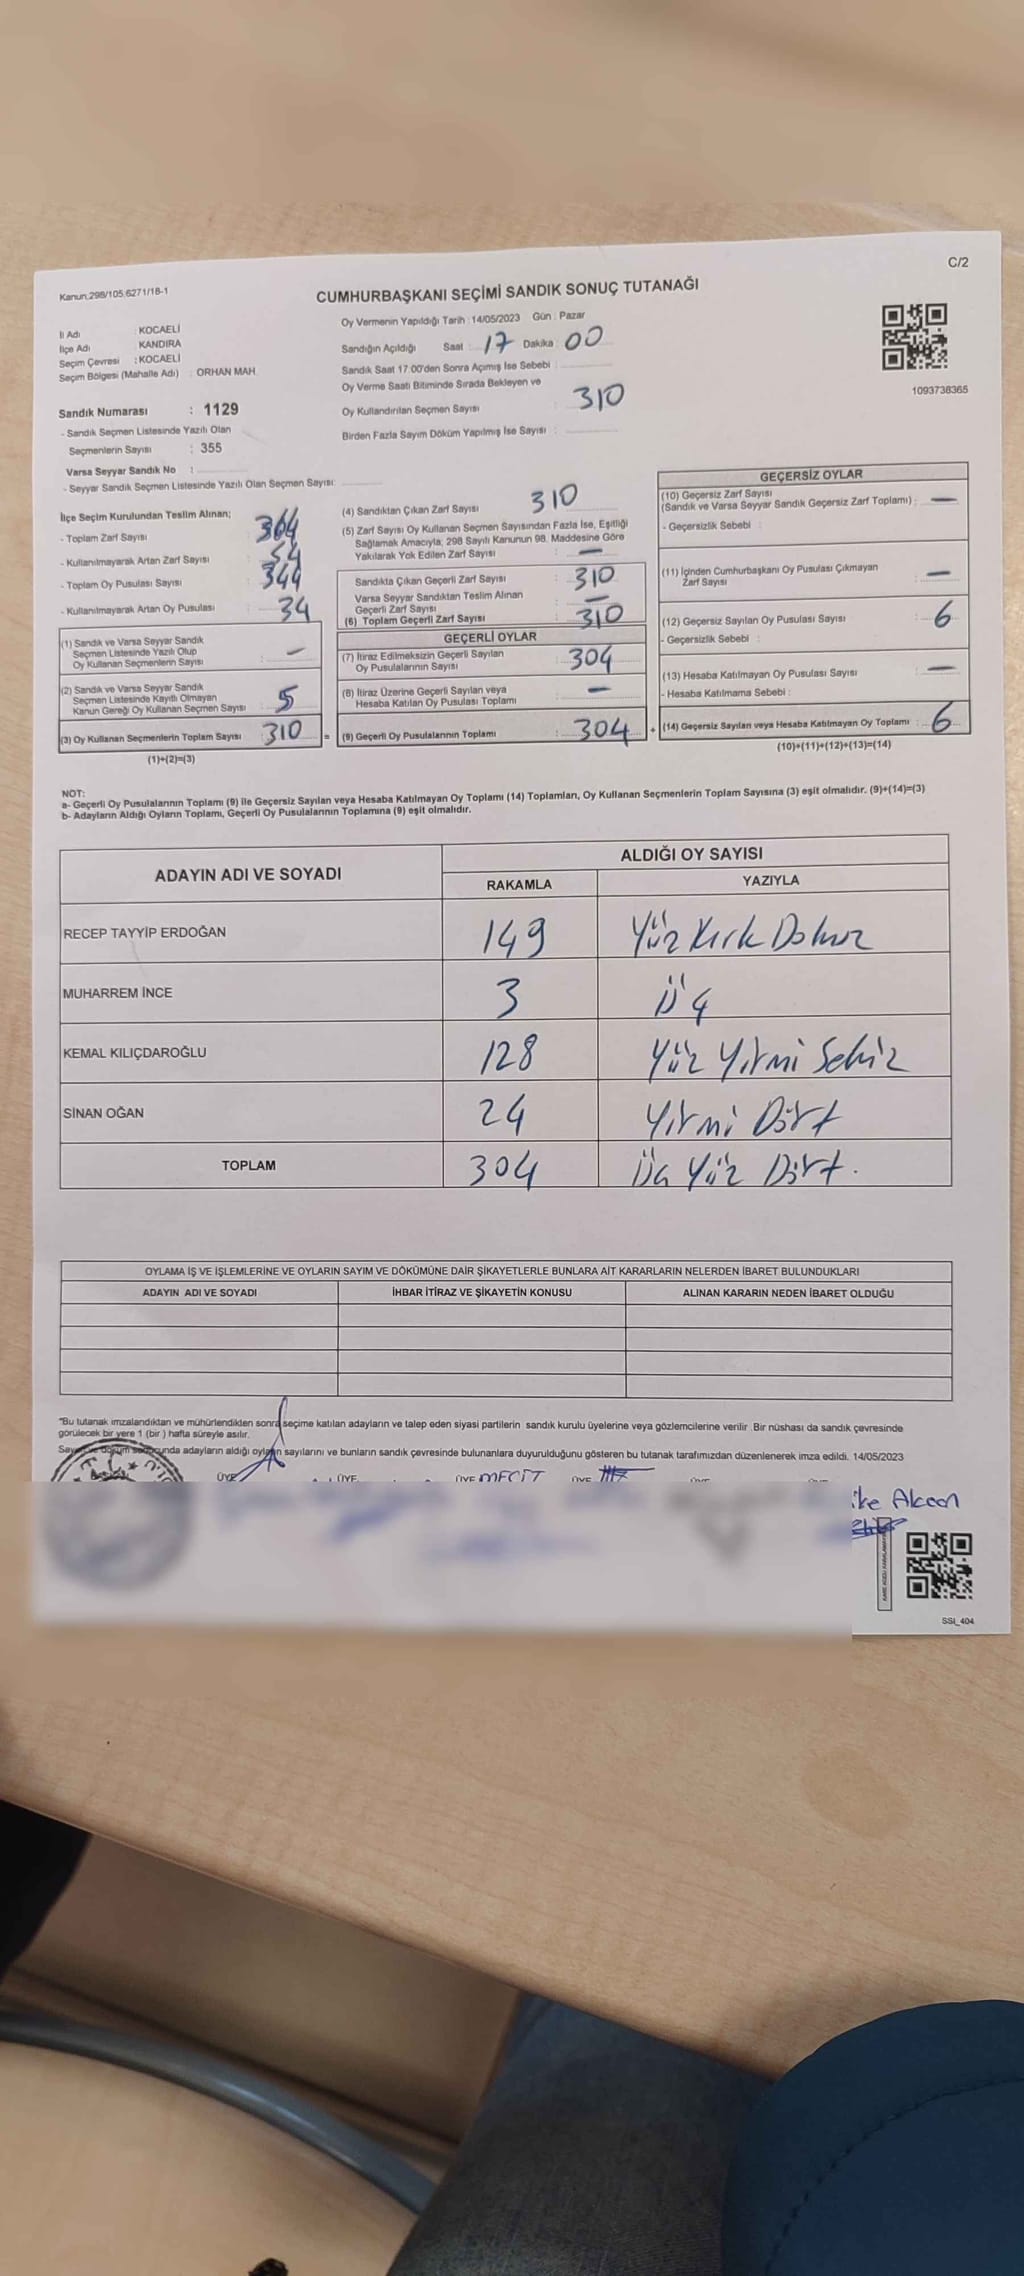 C/2
Kanun.298/105,6271/18-1
CUMHURBAŞKANI SEÇİMİ SANDIK SONUÇ TUTANAĞI
İl Adı : KOCAELİ
İlçe Adı : KANDIRA
Seçim Çevresi : KOCAELİ
Seçim Bölgesi (Mahalle Adı) : ORHAN MAH.
Sandık Numarası : 1129
- Sandık Seçmen Listesinde Yazılı Olan
Seçmenlerin Sayısı : 355
Varsa Seyyar Sandık No :
- Seyyar Sandık Seçmen Listesinde Yazılı Olan Seçmen Sayısı:
Oy Vermenin Yapıldığı Tarih : 14/05/2023 Gün : Pazar
Sandığın Açıldığı Saat : 17 Dakika : 00
Sandık Saat 17:00'den Sonra Açımış İse Sebebi :
Oy Verme Saati Bitiminde Sırada Bekleyen ve
Oy Kullandırılan Seçmen Sayısı : 310
Birden Fazla Sayım Döküm Yapılmış İse Sayısı :
1093738365
İlçe Seçim Kurulundan Teslim Alınan;
- Toplam Zarf Sayısı : 364
- Kullanılmayarak Artan Zarf Sayısı : 54
- Toplam Oy Pusulası Sayısı : 344
- Kullanılmayarak Artan Oy Pusulası : 34
(1) Sandık ve Varsa Seyyar Sandık
Seçmen Listesinde Yazılı Olup
Oy Kullanan Seçmenlerin Sayısı : —
(2) Sandık ve Varsa Seyyar Sandık
Seçmen Listesinde Kayıtlı Olmayan
Kanun Gereği Oy Kullanan Seçmen Sayısı : 5
(3) Oy Kullanan Seçmenlerin Toplam Sayısı : 310 =
(1)+(2)=(3)
(4) Sandıktan Çıkan Zarf Sayısı : 310
(5) Zarf Sayısı Oy Kullanan Seçmen Sayısından Fazla İse, Eşitliği
Sağlamak Amacıyla; 298 Sayılı Kanunun 98. Maddesine Göre
Yakılarak Yok Edilen Zarf Sayısı : —
Sandıkta Çıkan Geçerli Zarf Sayısı : 310
Varsa Seyyar Sandıktan Teslim Alınan
Geçerli Zarf Sayısı : —
(6) Toplam Geçerli Zarf Sayısı : 310
GEÇERLİ OYLAR
(7) İtiraz Edilmeksizin Geçerli Sayılan
Oy Pusulalarının Sayısı : 304
(8) İtiraz Üzerine Geçerli Sayılan veya
Hesaba Katılan Oy Pusulası Toplamı : —
(9) Geçerli Oy Pusulalarının Toplamı : 304 +
GEÇERSİZ OYLAR
(10) Geçersiz Zarf Sayısı
(Sandık ve Varsa Seyyar Sandık Geçersiz Zarf Toplamı) : —
- Geçersizlik Sebebi :
(11) İçinden Cumhurbaşkanı Oy Pusulası Çıkmayan
Zarf Sayısı : —
(12) Geçersiz Sayılan Oy Pusulası Sayısı : 6
- Geçersizlik Sebebi :
(13) Hesaba Katılmayan Oy Pusulası Sayısı : —
- Hesaba Katılmama Sebebi :
(14) Geçersiz Sayılan veya Hesaba Katılmayan Oy Toplamı : 6
(10)+(11)+(12)+(13)=(14)
NOT:
a- Geçerli Oy Pusulalarının Toplamı (9) ile Geçersiz Sayılan veya Hesaba Katılmayan Oy Toplamı (14) Toplamları, Oy Kullanan Seçmenlerin Toplam Sayısına (3) eşit olmalıdır. (9)+(14)=(3)
b- Adayların Aldığı Oyların Toplamı, Geçerli Oy Pusulalarının Toplamına (9) eşit olmalıdır.
ADAYIN ADI VE SOYADI
ALDIĞI OY SAYISI
RAKAMLA YAZIYLA
RECEP TAYYİP ERDOĞAN 149 Yüz Kırk Dokuz
MUHARREM İNCE 3 Üç
KEMAL KILIÇDAROĞLU 128 Yüz Yirmi Sekiz
SİNAN OĞAN 24 Yirmi Dört
TOPLAM 304 Üç Yüz Dört.
OYLAMA İŞ VE İŞLEMLERİNE VE OYLARIN SAYIM VE DÖKÜMÜNE DAİR ŞİKAYETLERLE BUNLARA AİT KARARLARIN NELERDEN İBARET BULUNDUKLARI
ADAYIN ADI VE SOYADI İHBAR İTİRAZ VE ŞİKAYETİN KONUSU ALINAN KARARIN NEDEN İBARET OLDUĞU
"Bu tutanak imzalandıktan ve mühürlendikten sonra seçime katılan adayların ve talep eden siyasi partilerin sandık kurulu üyelerine veya gözlemcilerine verilir. Bir nüshası da sandık çevresinde
görülecek bir yere 1 (bir ) hafta süreyle asılır.
Sayım ve döküm sonucunda adayların aldığı oyların sayılarını ve bunların sandık çevresinde bulunanlara duyurulduğunu gösteren bu tutanak tarafımızdan düzenlenerek imza edildi. 14/05/2023
ÜYE ÜYE ÜYE MECİT ÜYE
SSI_404